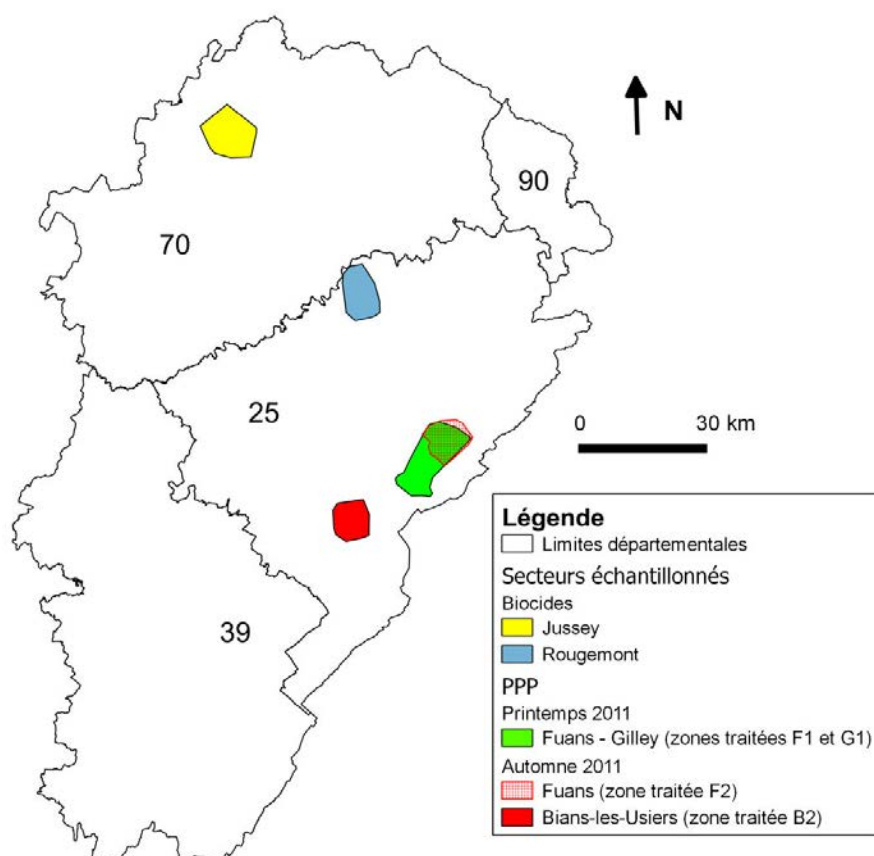 N
90
70
25
0 30 km
39
Légende
Limites départementales
Secteurs échantillonnés
Biocides
Jussey
Rougemont
PPP
Printemps 2011
Fuans - Gilley (zones traitées F1 et G1)
Automne 2011
Fuans (zone traitée F2)
Bians-les-Usiers (zone traitée B2)